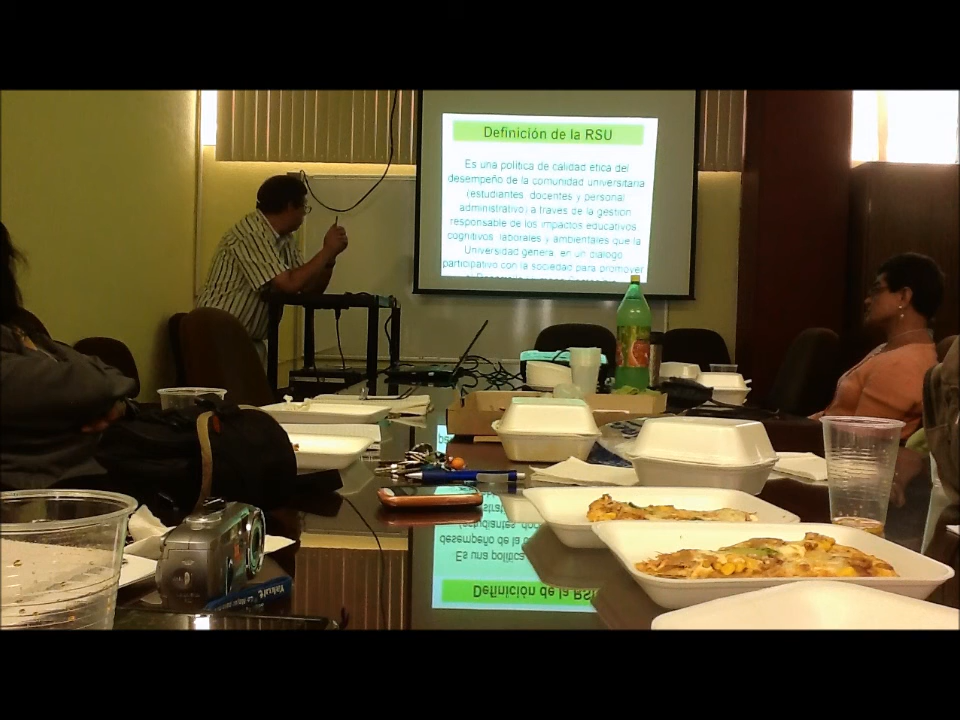 Definición de la RSU
Es una política de calidad ética del
desempeño de la comunidad universitaria
(estudiantes, docentes y personal
administrativo) a través de la gestión
responsable de los impactos educativos,
cognitivos, laborales y ambientales que la
Universidad genera, en un diálogo
participativo con la sociedad para promover